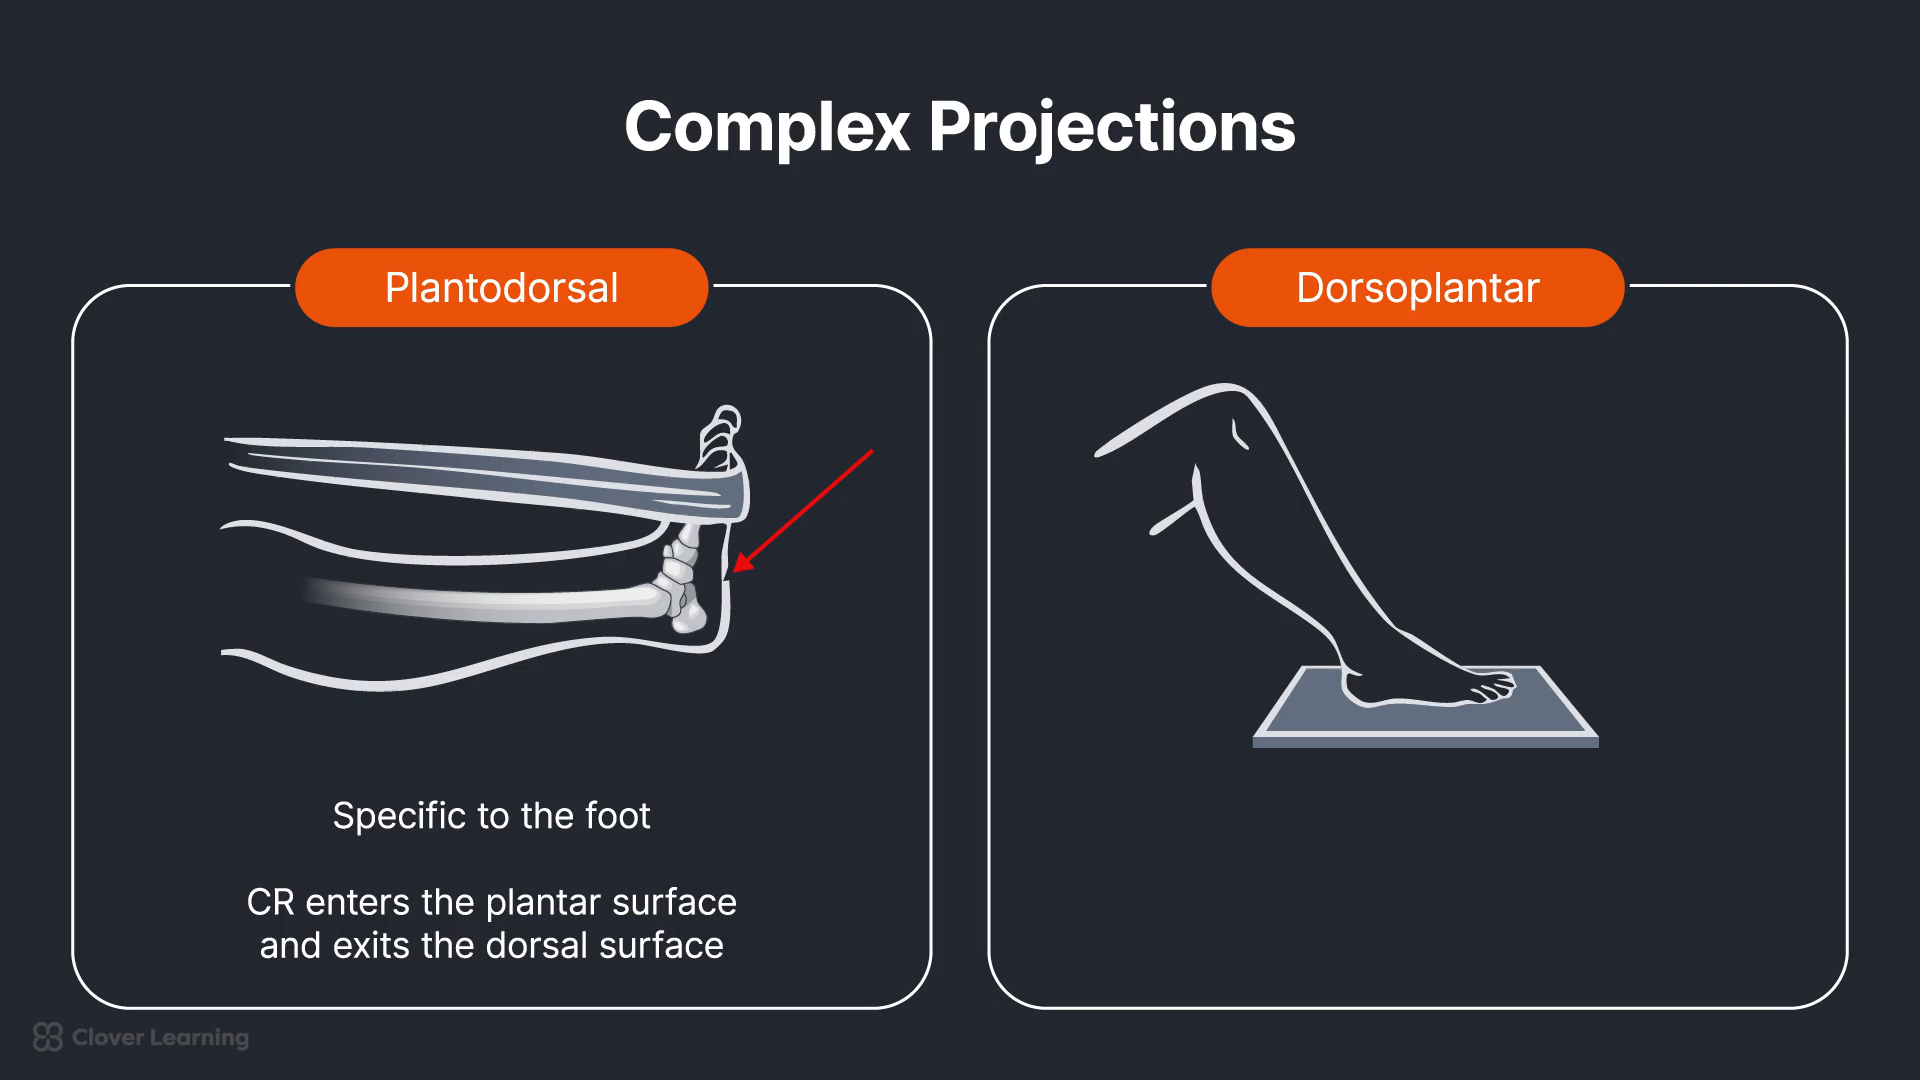 Complex Projections
Plantodorsal
Dorsoplantar
Specific to the foot
CR enters the plantar surface
and exits the dorsal surface
Clover Learning